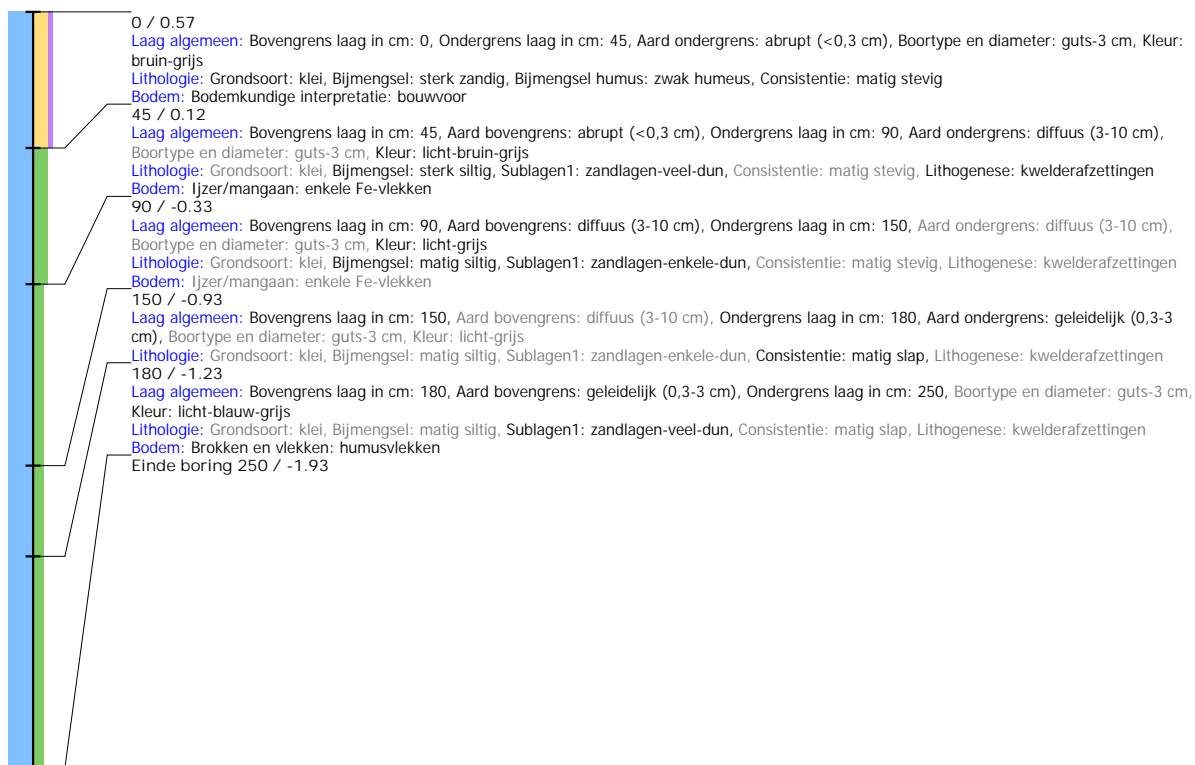 0 / 0.57
Laag algemeen: Bovengrens laag in cm: 0, Ondergrens laag in cm: 45, Aard ondergrens: abrupt (<0,3 cm), Boortype en diameter: guts-3 cm, Kleur:
bruin-grijs
Lithologie: Grondsoort: klei, Bijmengsel: sterk zandig, Bijmengsel humus: zwak humeus, Consistentie: matig stevig
Bodem: Bodemkundige interpretatie: bouwvoor
45 / 0.12
Laag algemeen: Bovengrens laag in cm: 45, Aard bovengrens: abrupt (<0,3 cm), Ondergrens laag in cm: 90, Aard ondergrens: diffuus (3-10 cm),
Boortype en diameter: guts-3 cm, Kleur: licht-bruin-grijs
Lithologie: Grondsoort: klei, Bijmengsel: sterk siltig, Sublagen1: zandlagen-veel-dun, Consistentie: matig stevig, Lithogenese: kwelderafzettingen
Bodem: Ijzer/mangaan: enkele Fe-vlekken
90 / -0.33
Laag algemeen: Bovengrens laag in cm: 90, Aard bovengrens: diffuus (3-10 cm), Ondergrens laag in cm: 150, Aard ondergrens: diffuus (3-10 cm),
Boortype en diameter: guts-3 cm, Kleur: licht-grijs
Lithologie: Grondsoort: klei, Bijmengsel: matig siltig, Sublagen1: zandlagen-enkele-dun, Consistentie: matig stevig, Lithogenese: kwelderafzettingen
Bodem: Ijzer/mangaan: enkele Fe-vlekken
150 / -0.93
Laag algemeen: Bovengrens laag in cm: 150, Aard bovengrens: diffuus (3-10 cm), Ondergrens laag in cm: 180, Aard ondergrens: geleidelijk (0,3-3
cm), Boortype en diameter: guts-3 cm, Kleur: licht-grijs
Lithologie: Grondsoort: klei, Bijmengsel: matig siltig, Sublagen1: zandlagen-enkele-dun, Consistentie: matig slap, Lithogenese: kwelderafzettingen
180 / -1.23
Laag algemeen: Bovengrens laag in cm: 180, Aard bovengrens: geleidelijk (0,3-3 cm), Ondergrens laag in cm: 250, Boortype en diameter: guts-3 cm,
Kleur: licht-blauw-grijs
Lithologie: Grondsoort: klei, Bijmengsel: matig siltig, Sublagen1: zandlagen-veel-dun, Consistentie: matig slap, Lithogenese: kwelderafzettingen
Bodem: Brokken en vlekken: humusvlekken
Einde boring 250 / -1.93